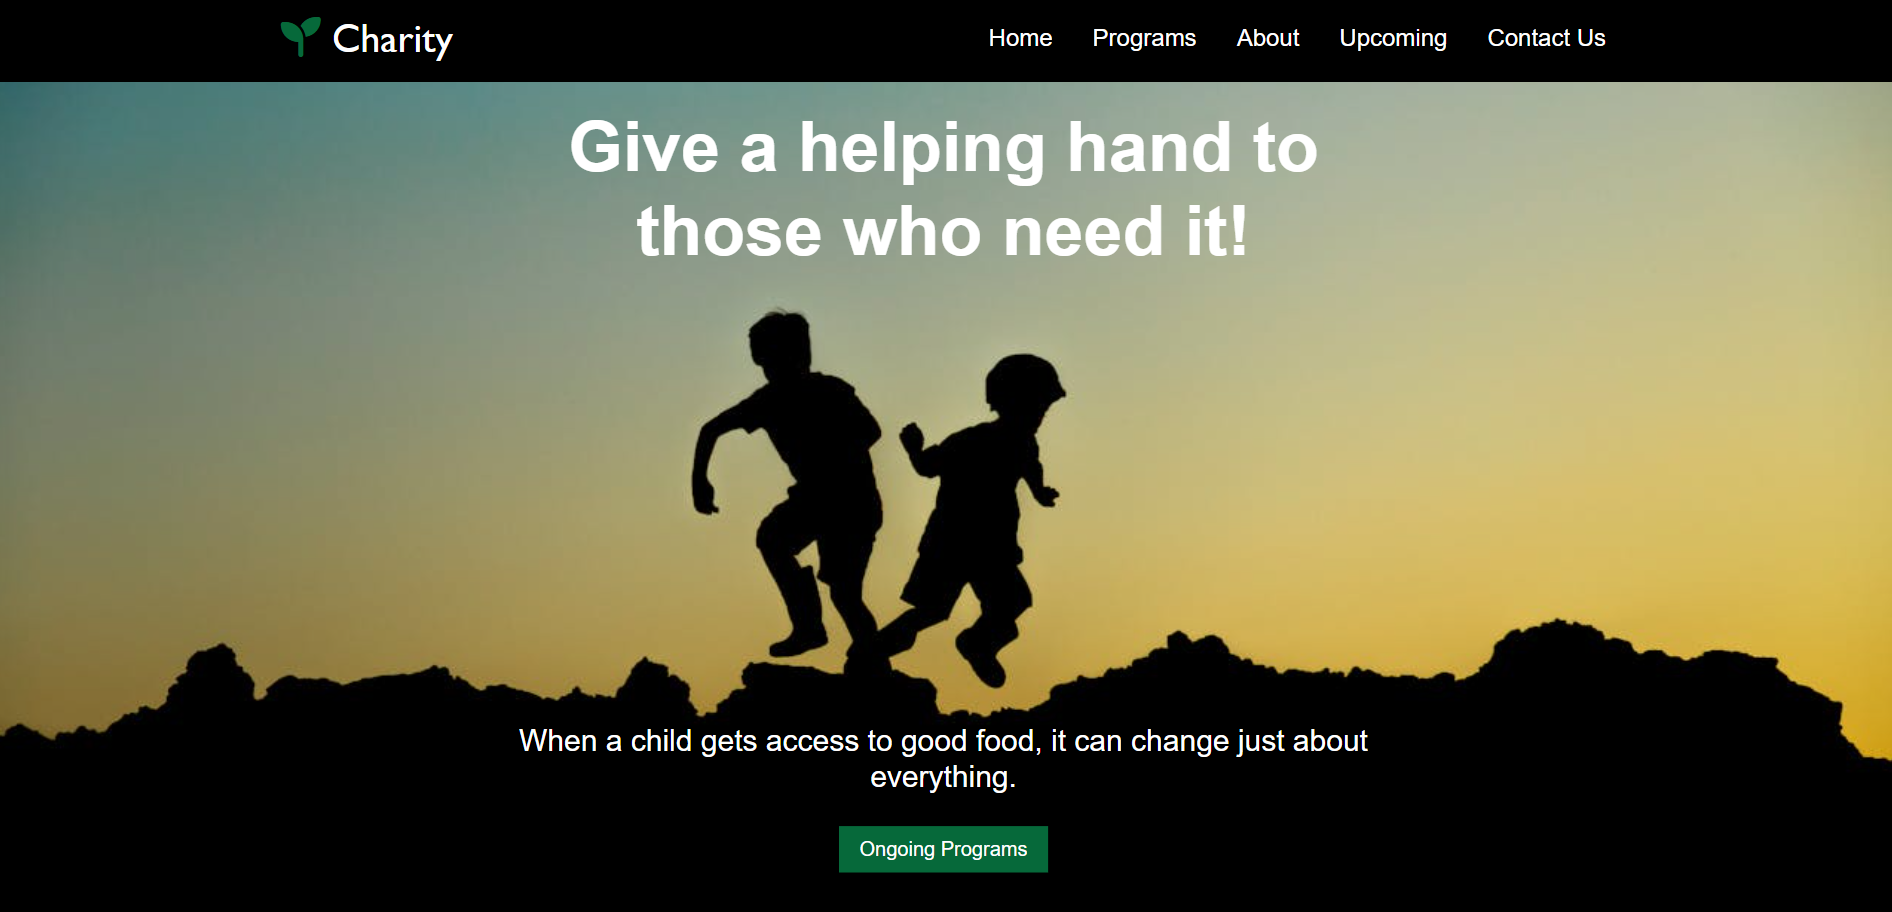 Charity
Home Programs About Upcoming Contact Us
Give a helping hand to
those who need it!
When a child gets access to good food, it can change just about
everything.
Ongoing Programs